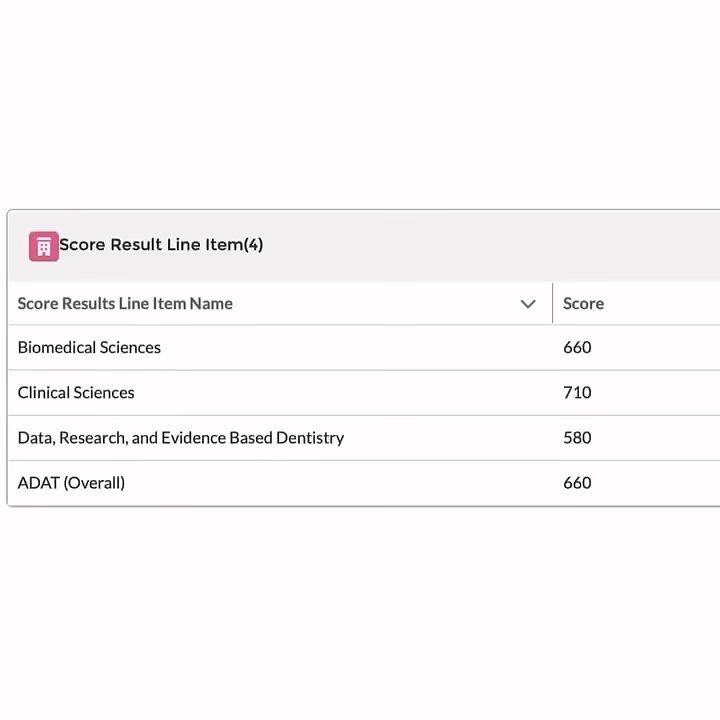 Score Result Line Item(4)
Score Results Line Item Name Score
Biomedical Sciences 660
Clinical Sciences 710
Data, Research, and Evidence Based Dentistry 580
ADAT (Overall) 660